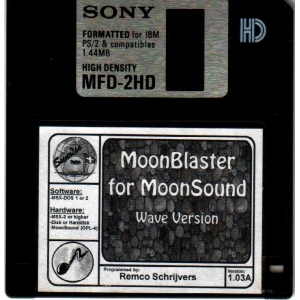 SONY
FORMATTED for IBM
PS/2 & compatibles
1.44MB
HIGH DENSITY
MFD-2HD
HD
MoonBlaster
for MoonSound
Wave Version
Software:
-MSX-DOS 1 or 2
Hardware:
-MSX-2 or higher
-Disk or Harddisk
-MoonSound (OPL-4)
Programmed by:
Remco Schrijvers
Version:
1.03A